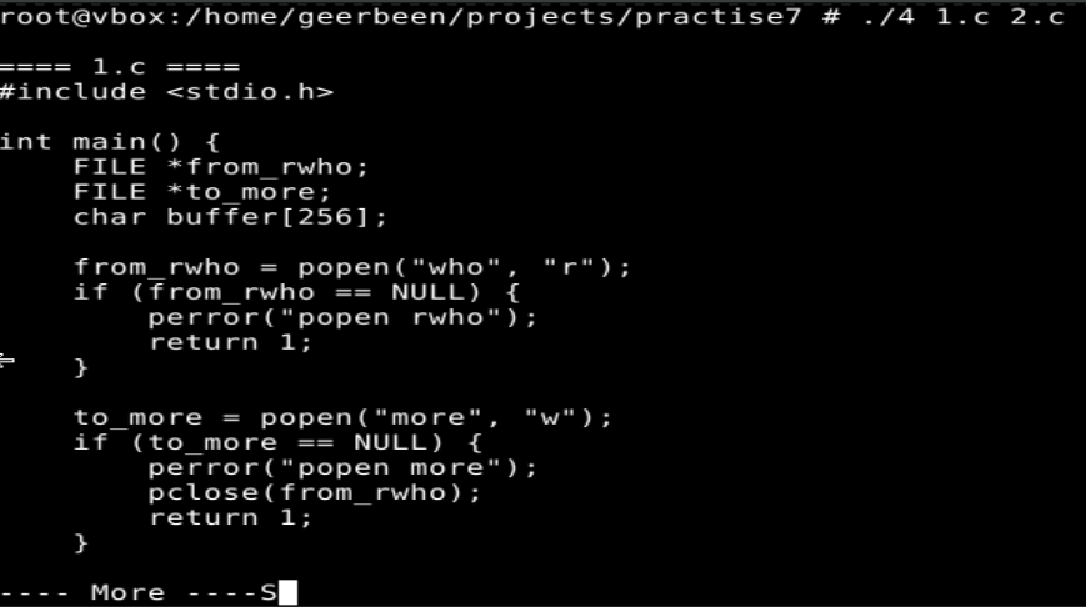 root@vbox:/home/geerbeen/projects/practise7 # ./4 1.c 2.c
==== 1.c ====
#include <stdio.h>
int main() {
    FILE *from_rwho;
    FILE *to_more;
    char buffer[256];
    from_rwho = popen("who", "r");
    if (from_rwho == NULL) {
        perror("popen rwho");
        return 1;
    }
    to_more = popen("more", "w");
    if (to_more == NULL) {
        perror("popen more");
        pclose(from_rwho);
        return 1;
    }
---- More ----S